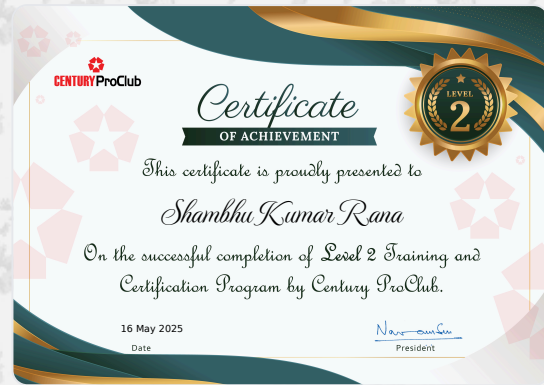 CENTURY ProClub
LEVEL
2
Certificate
OF ACHIEVEMENT
This certificate is proudly presented to
Shambhu Kumar Rana
On the successful completion of Level 2 Training and
Certification Program by Century ProClub.
16 May 2025
Date
President